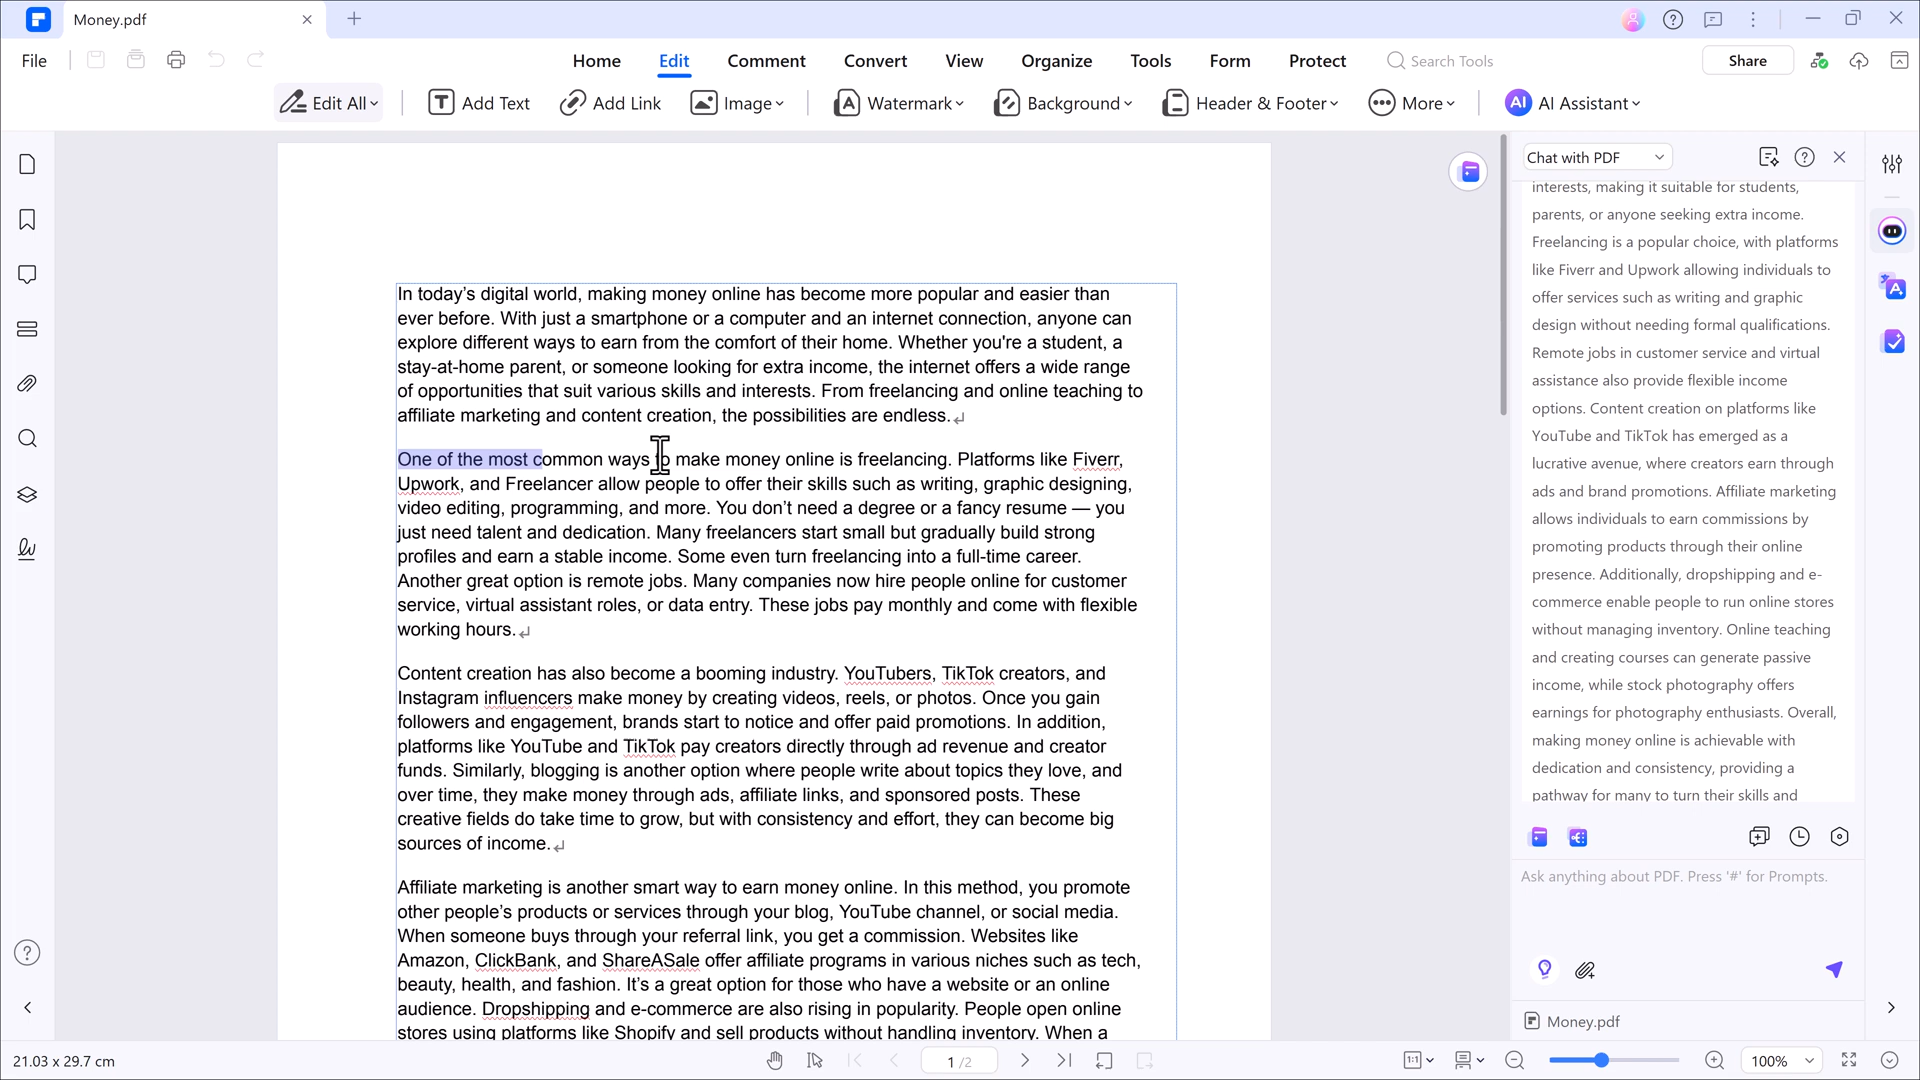 Money.pdf
File
Home
Edit
Comment
Convert
View
Organize
Tools
Form
Protect
Search Tools
Share
Edit All
Add Text
Add Link
Image
Watermark
Background
Header & Footer
More
AI AI Assistant
In today’s digital world, making money online has become more popular and easier than
ever before. With just a smartphone or a computer and an internet connection, anyone can
explore different ways to earn from the comfort of their home. Whether you're a student, a
stay-at-home parent, or someone looking for extra income, the internet offers a wide range
of opportunities that suit various skills and interests. From freelancing and online teaching to
affiliate marketing and content creation, the possibilities are endless.
One of the most common ways to make money online is freelancing. Platforms like Fiverr,
Upwork, and Freelancer allow people to offer their skills such as writing, graphic designing,
video editing, programming, and more. You don’t need a degree or a fancy resume — you
just need talent and dedication. Many freelancers start small but gradually build strong
profiles and earn a stable income. Some even turn freelancing into a full-time career.
Another great option is remote jobs. Many companies now hire people online for customer
service, virtual assistant roles, or data entry. These jobs pay monthly and come with flexible
working hours.
Content creation has also become a booming industry. YouTubers, TikTok creators, and
Instagram influencers make money by creating videos, reels, or photos. Once you gain
followers and engagement, brands start to notice and offer paid promotions. In addition,
platforms like YouTube and TikTok pay creators directly through ad revenue and creator
funds. Similarly, blogging is another option where people write about topics they love, and
over time, they make money through ads, affiliate links, and sponsored posts. These
creative fields do take time to grow, but with consistency and effort, they can become big
sources of income.
Affiliate marketing is another smart way to earn money online. In this method, you promote
other people’s products or services through your blog, YouTube channel, or social media.
When someone buys through your referral link, you get a commission. Websites like
Amazon, ClickBank, and ShareASale offer affiliate programs in various niches such as tech,
beauty, health, and fashion. It’s a great option for those who have a website or an online
audience. Dropshipping and e-commerce are also rising in popularity. People open online
stores using platforms like Shopify and sell products without handling inventory. When a
Chat with PDF
interests, making it suitable for students,
parents, or anyone seeking extra income.
Freelancing is a popular choice, with platforms
like Fiverr and Upwork allowing individuals to
offer services such as writing and graphic
design without needing formal qualifications.
Remote jobs in customer service and virtual
assistance also provide flexible income
options. Content creation on platforms like
YouTube and TikTok has emerged as a
lucrative avenue, where creators earn through
ads and brand promotions. Affiliate marketing
allows individuals to earn commissions by
promoting products through their online
presence. Additionally, dropshipping and e-
commerce enable people to run online stores
without managing inventory. Online teaching
and creating courses can generate passive
income, while stock photography offers
earnings for photography enthusiasts. Overall,
making money online is achievable with
dedication and consistency, providing a
pathway for many to turn their skills and
Ask anything about PDF. Press '#' for Prompts.
Money.pdf
21.03 x 29.7 cm
1 /2
1:1
100%